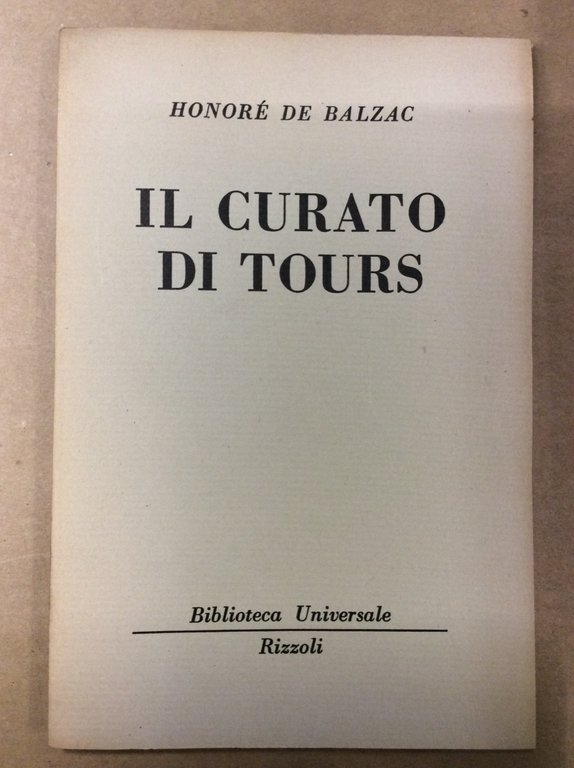 HONORÉ DE BALZAC
IL CURATO
DI TOURS
Biblioteca Universale
Rizzoli